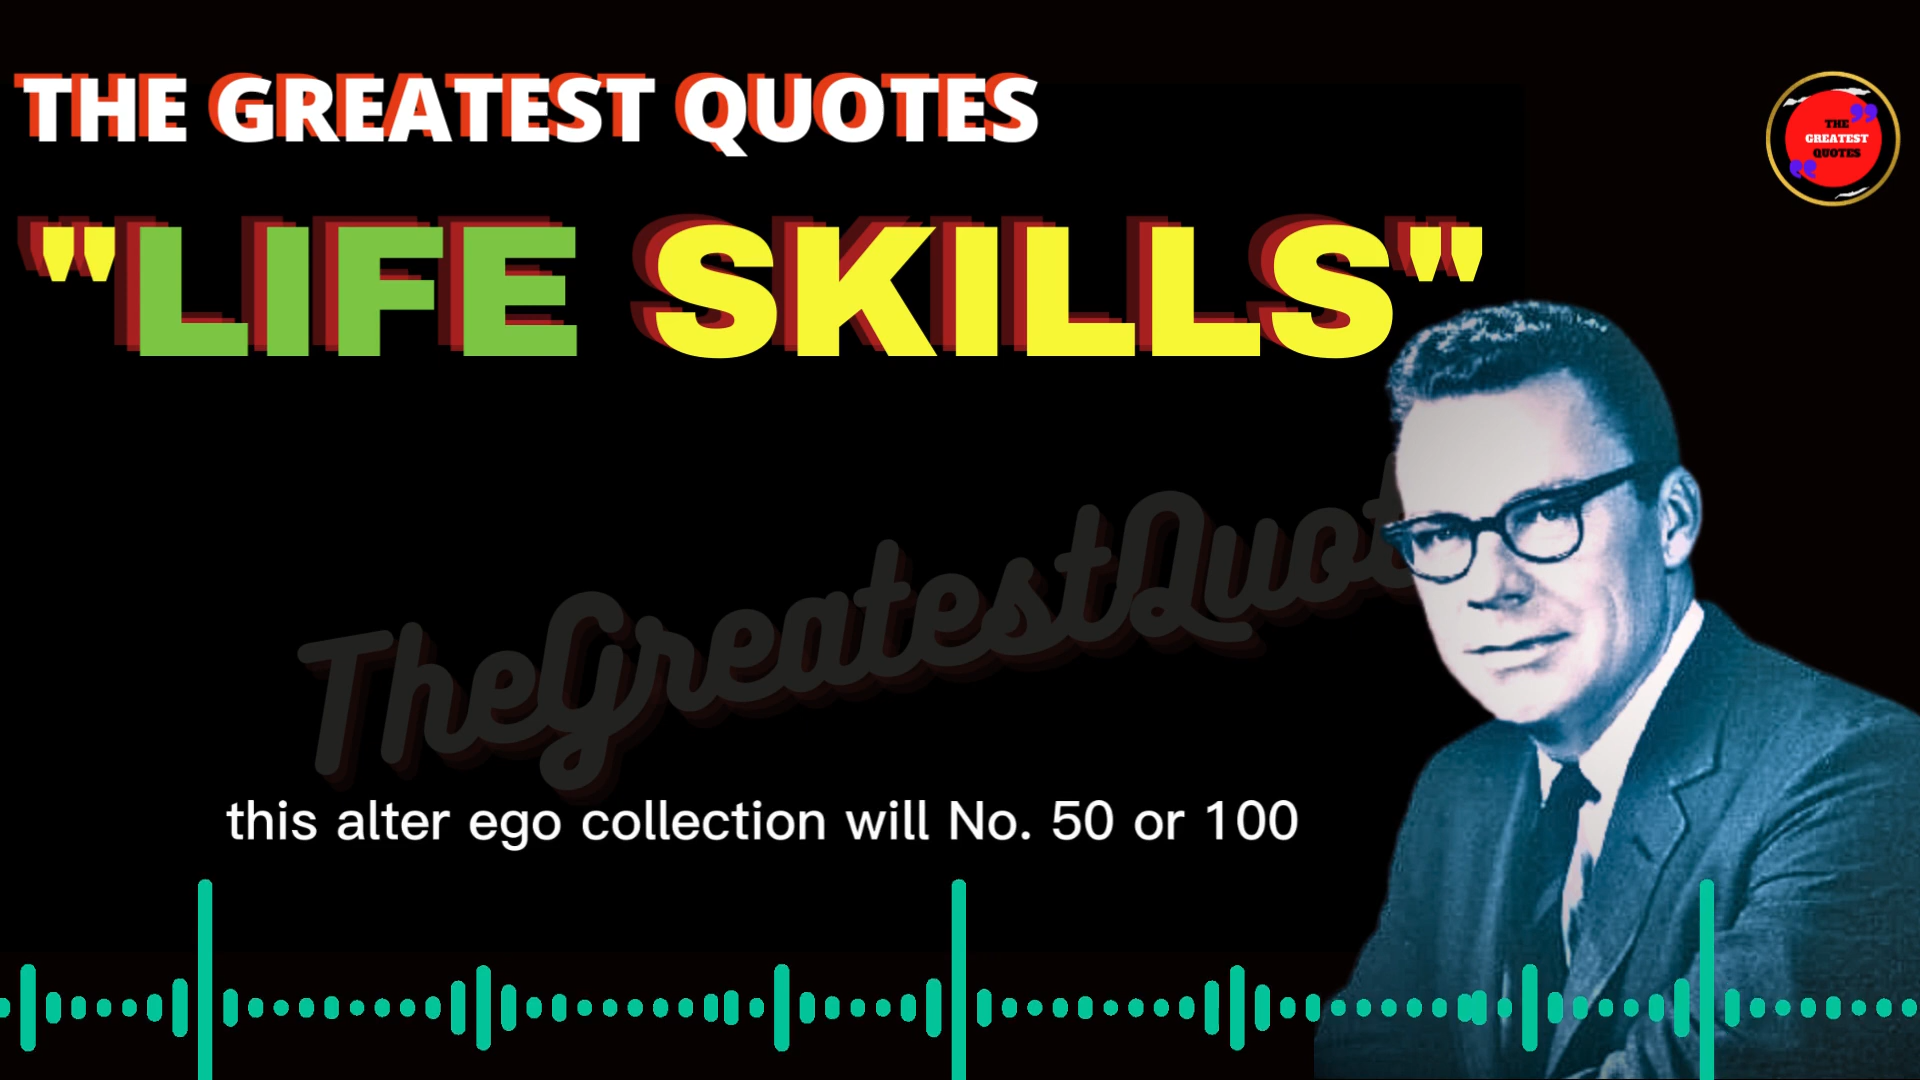 THE GREATEST QUOTES
THE
GREATEST
QUOTES
"LIFE SKILLS"
TheGreatestQuot
this alter ego collection will No. 50 or 100